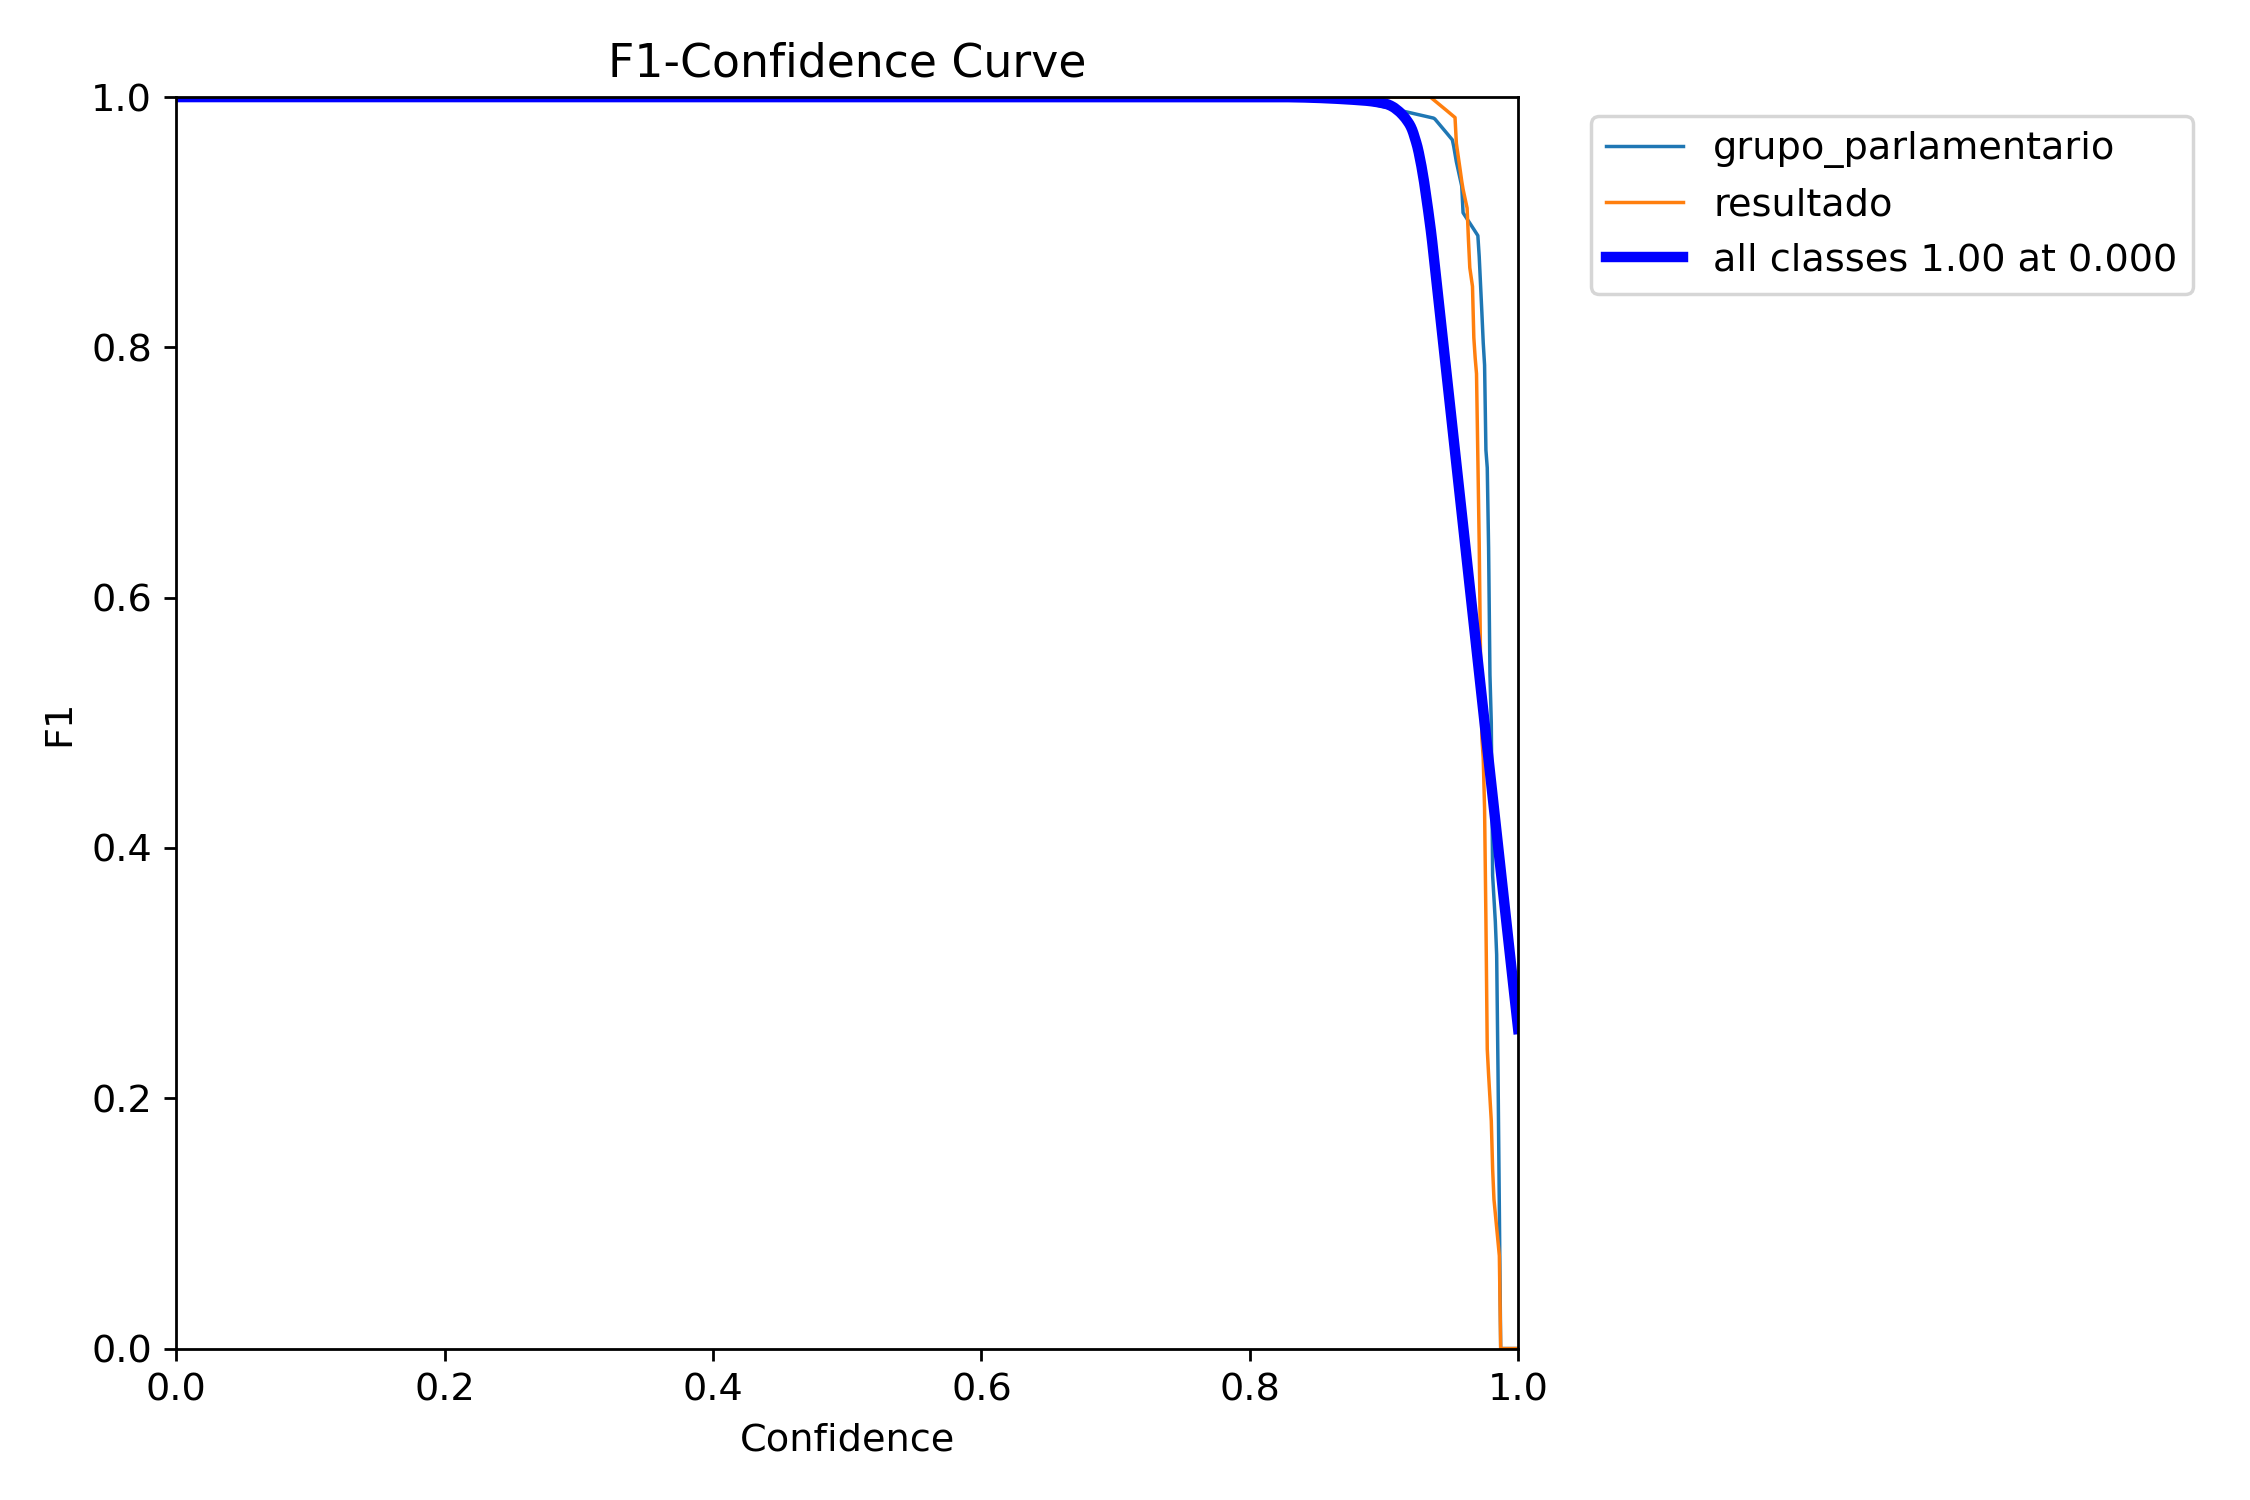 F1-Confidence Curve
1.0
0.8
0.6
0.4
0.2
0.0
F1
0.0 0.2 0.4 0.6 0.8 1.0
Confidence
grupo_parlamentario
resultado
all classes 1.00 at 0.000